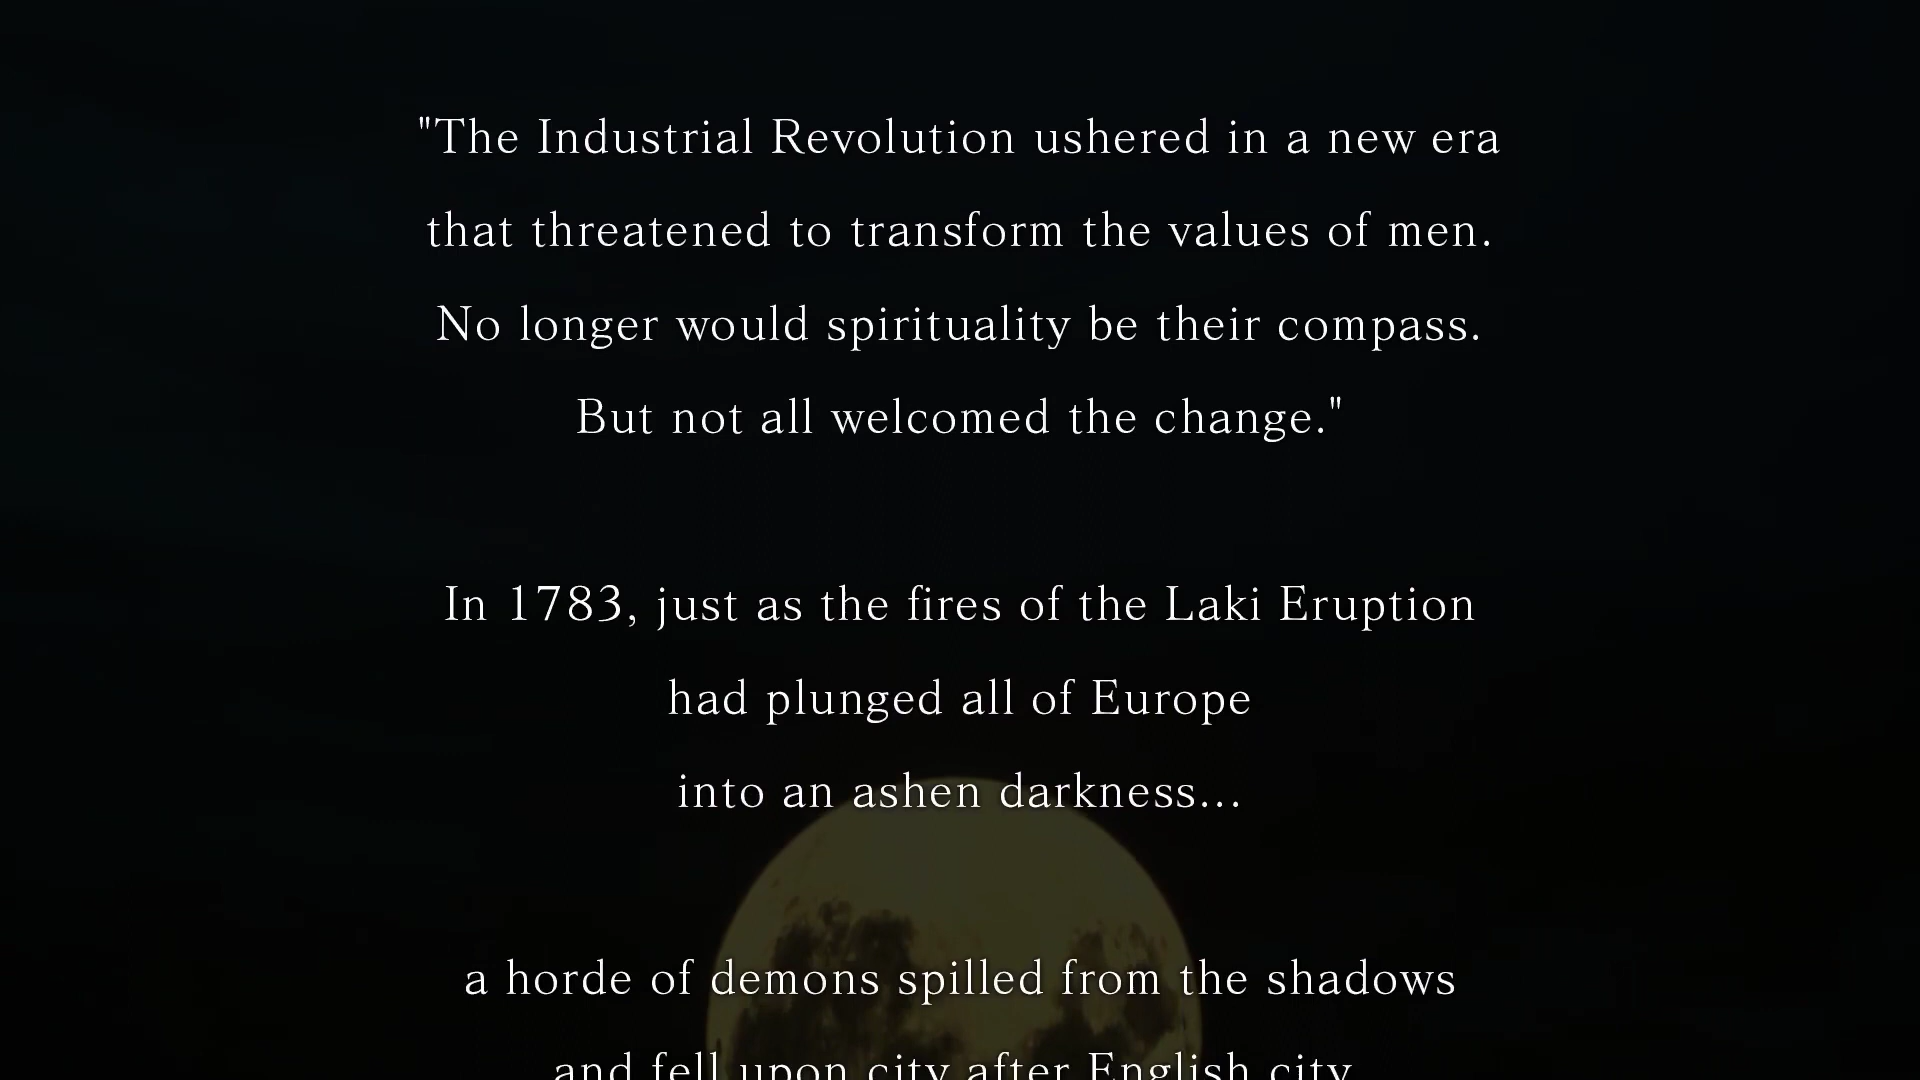 "The Industrial Revolution ushered in a new era
that threatened to transform the values of men.
No longer would spirituality be their compass.
But not all welcomed the change."
In 1783, just as the fires of the Laki Eruption
had plunged all of Europe
into an ashen darkness...
a horde of demons spilled from the shadows
and fell upon city after English city